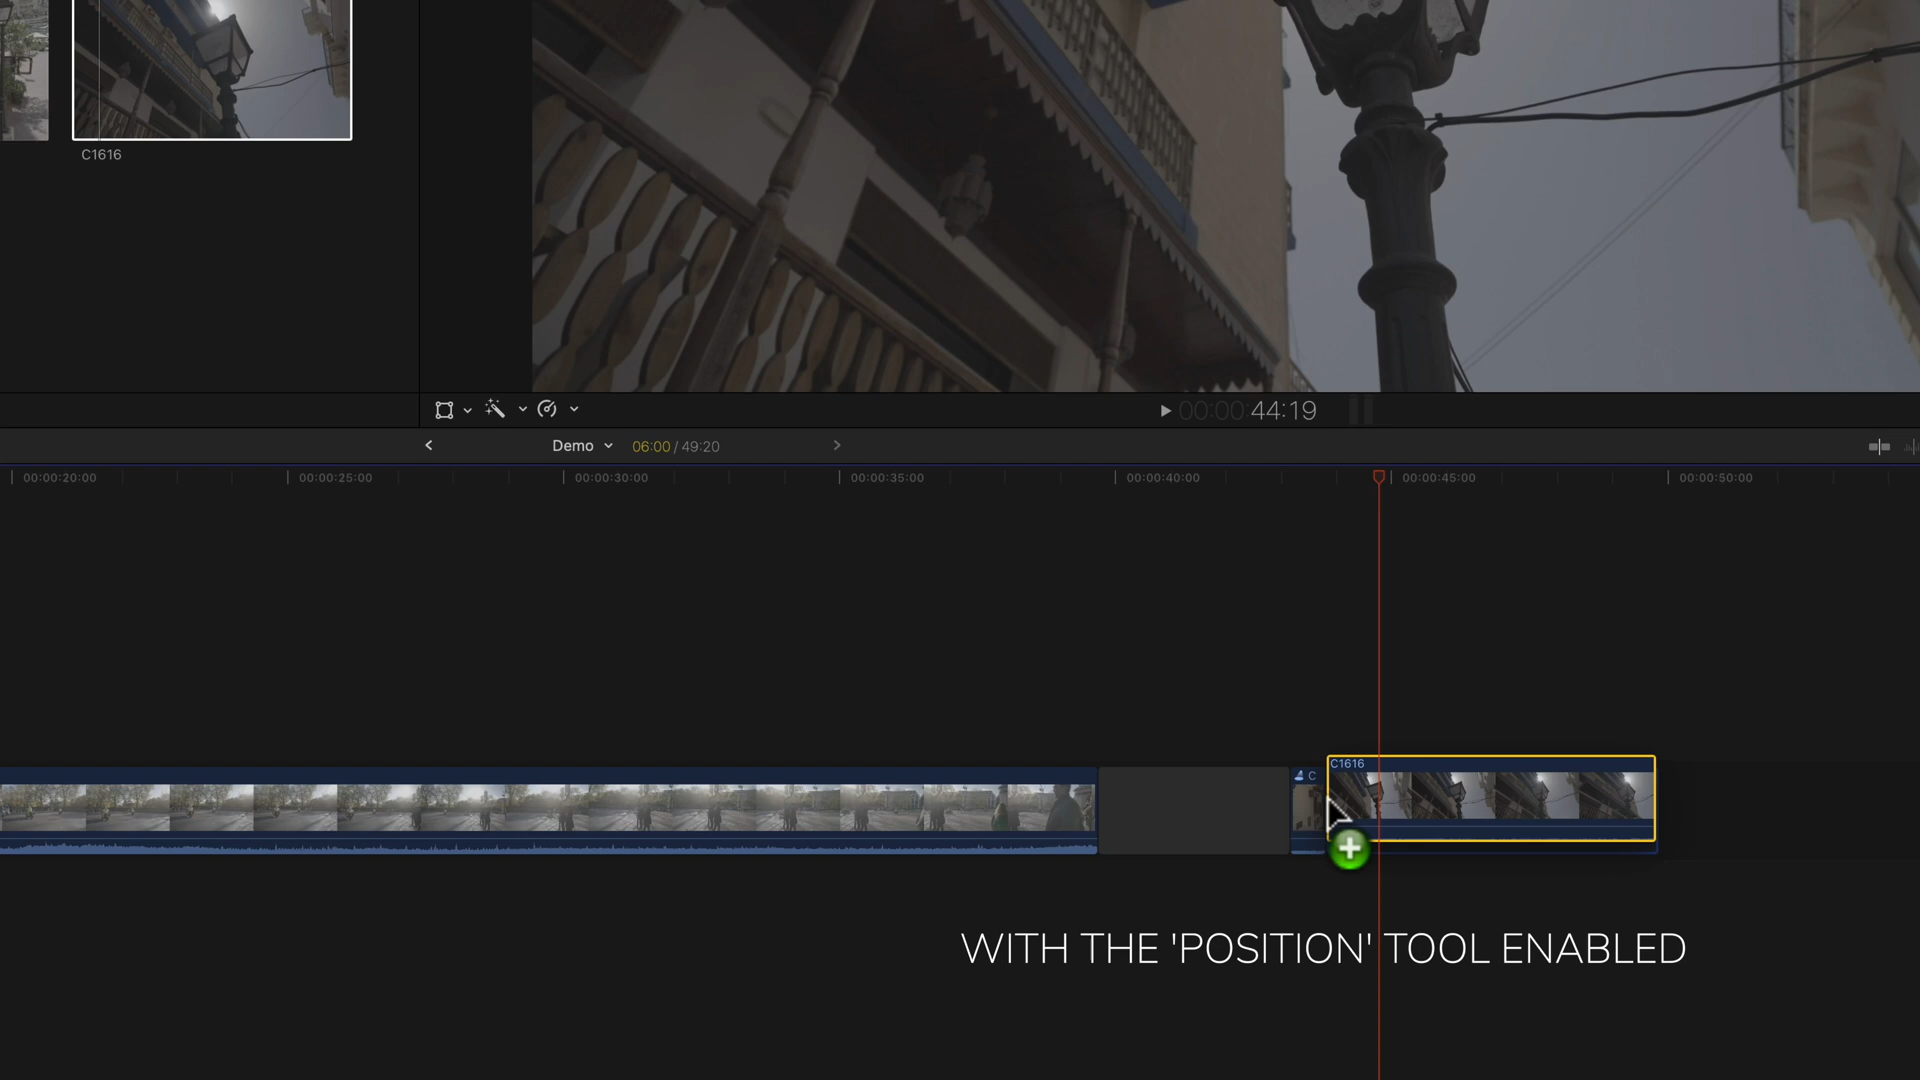 C1616
00:00:44:19
Demo
06:00 / 49:20
00:00:20:00
00:00:25:00
00:00:30:00
00:00:35:00
00:00:40:00
00:00:45:00
00:00:50:00
C
C1616
WITH THE 'POSITION' TOOL ENABLED